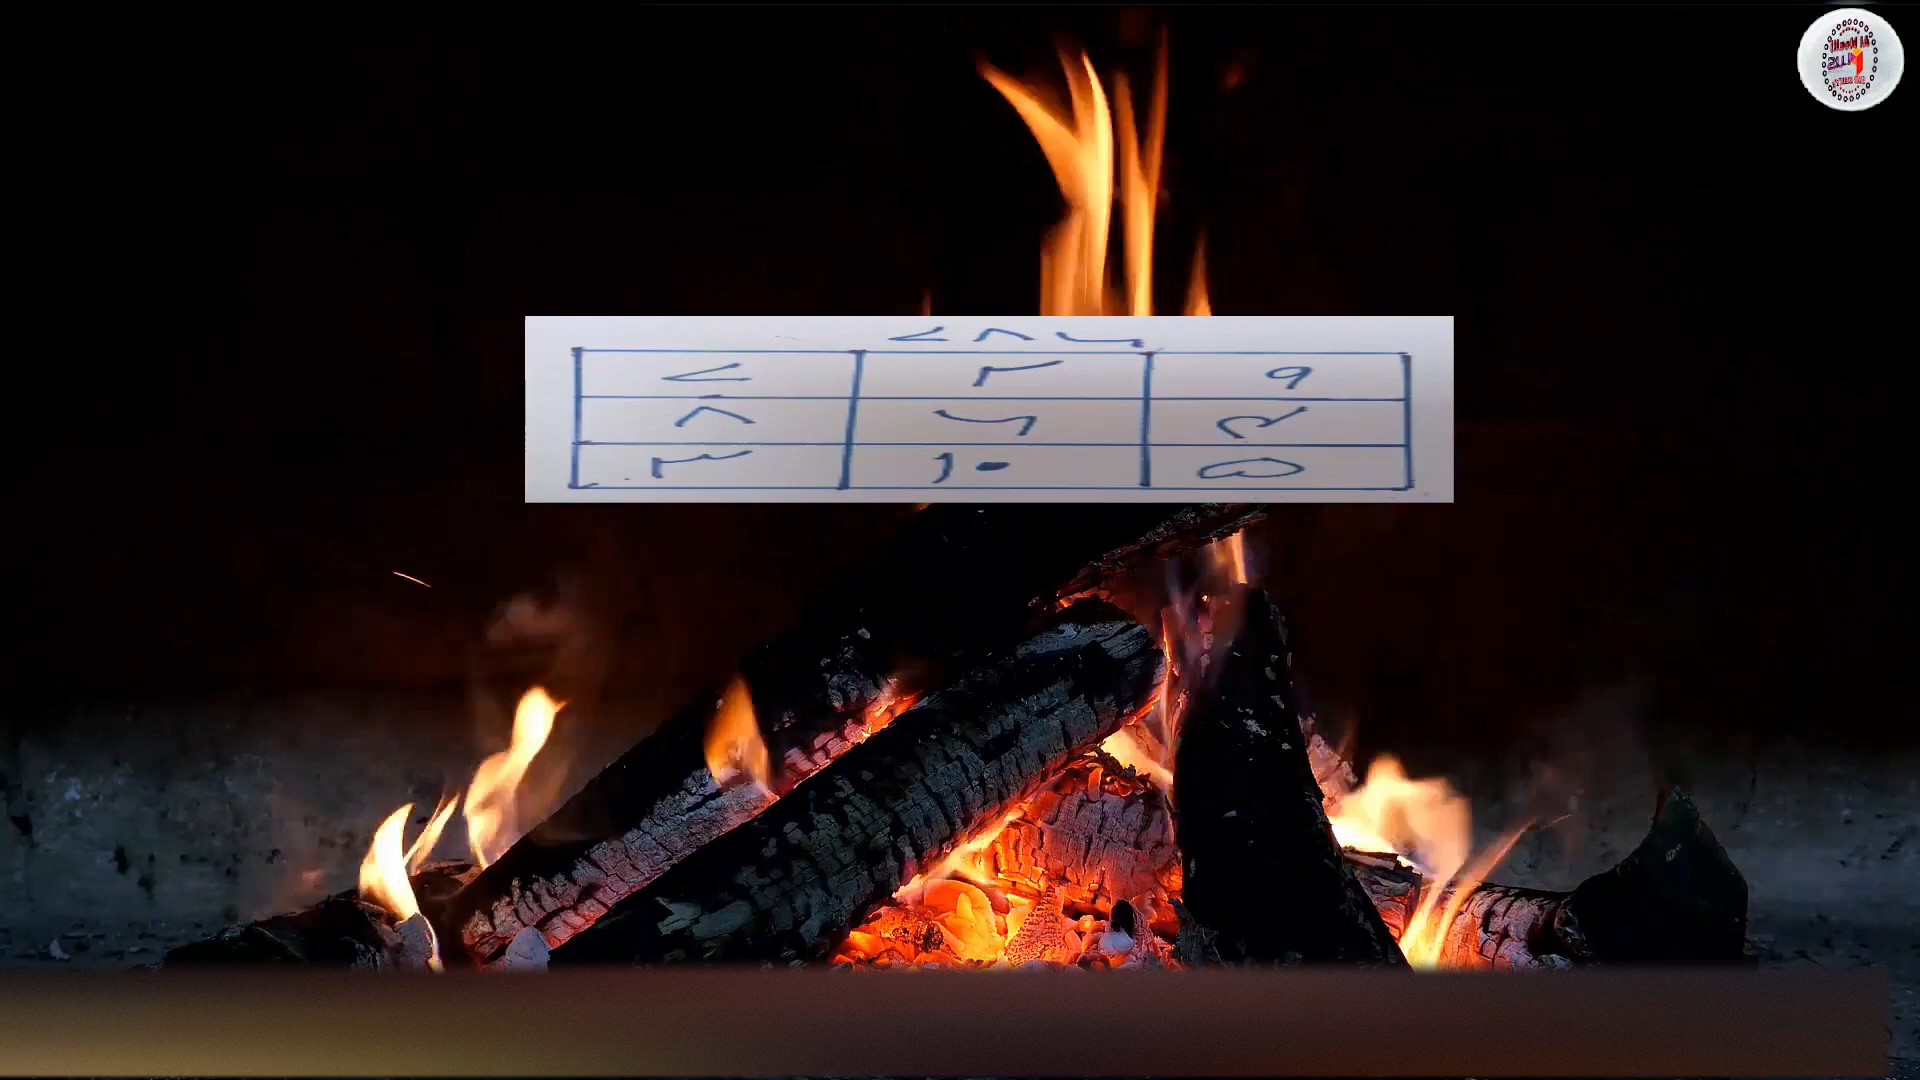 ۷۸۶
۷ ۲ ۹
۸ ۶ ۴
۳ ۱۰ ۵